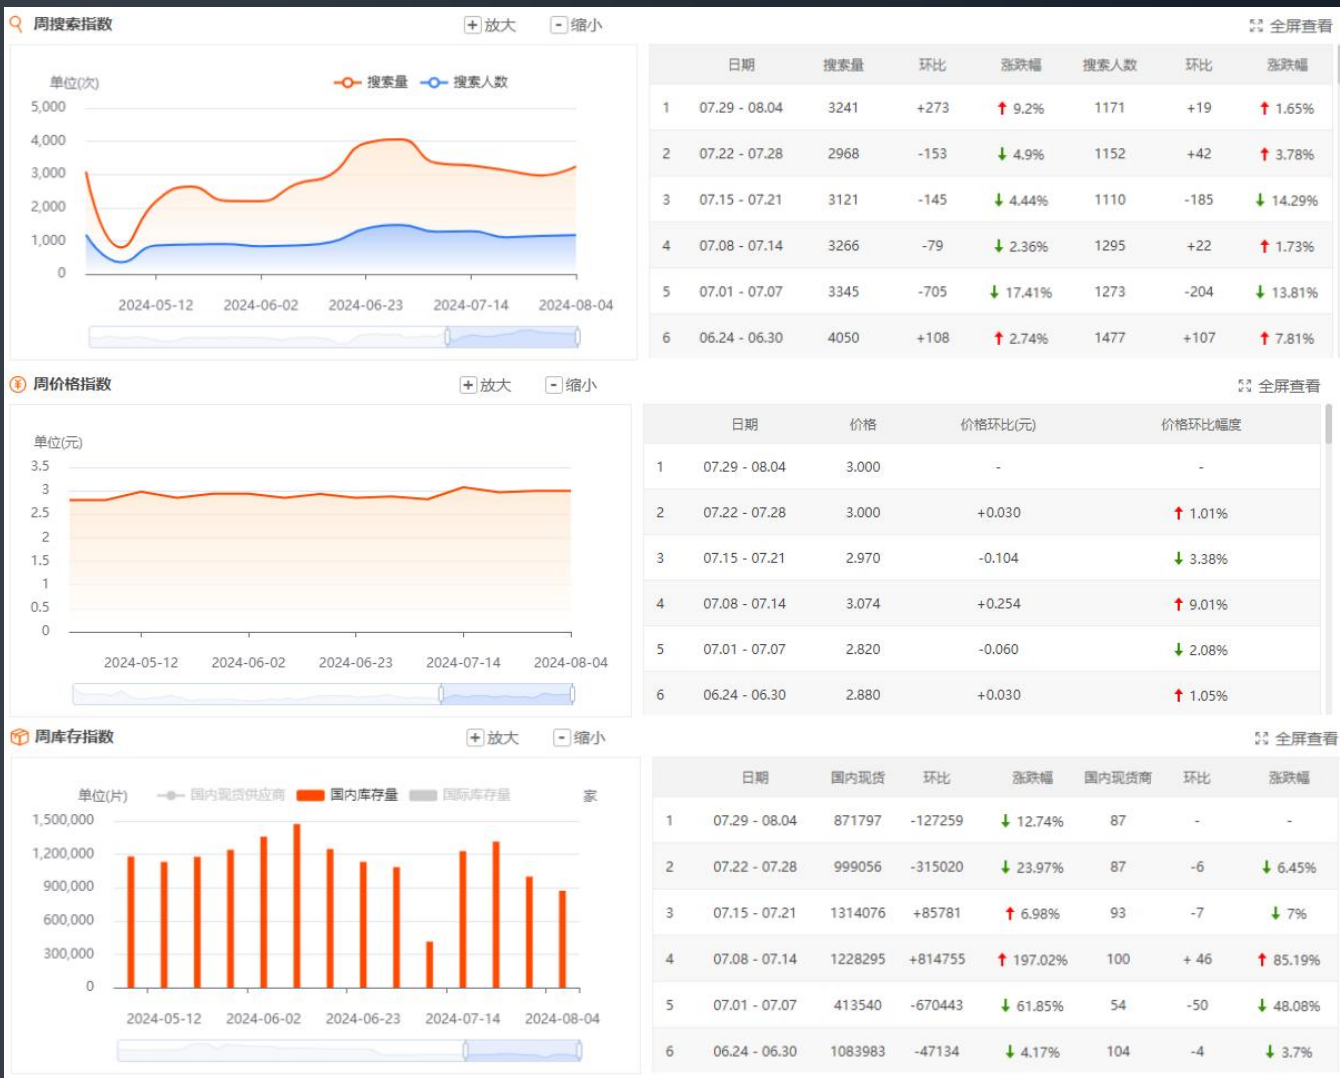 周搜索指数
+ 放大
- 缩小
全屏查看
单位(次)
搜索量
搜索人数
5,000
4,000
3,000
2,000
1,000
0
2024-05-12 2024-06-02 2024-06-23 2024-07-14 2024-08-04
日期 搜索量 环比 涨跌幅 搜索人数 环比 涨跌幅
1 07.29 - 08.04 3241 +273 ↑ 9.2% 1171 +19 ↑ 1.65%
2 07.22 - 07.28 2968 -153 ↓ 4.9% 1152 +42 ↑ 3.78%
3 07.15 - 07.21 3121 -145 ↓ 4.44% 1110 -185 ↓ 14.29%
4 07.08 - 07.14 3266 -79 ↓ 2.36% 1295 +22 ↑ 1.73%
5 07.01 - 07.07 3345 -705 ↓ 17.41% 1273 -204 ↓ 13.81%
6 06.24 - 06.30 4050 +108 ↑ 2.74% 1477 +107 ↑ 7.81%
周价格指数
+ 放大
- 缩小
全屏查看
单位(元)
3.5
3
2.5
2
1.5
1
0.5
0
2024-05-12 2024-06-02 2024-06-23 2024-07-14 2024-08-04
日期 价格 价格环比(元) 价格环比幅度
1 07.29 - 08.04 3.000 - -
2 07.22 - 07.28 3.000 +0.030 ↑ 1.01%
3 07.15 - 07.21 2.970 -0.104 ↓ 3.38%
4 07.08 - 07.14 3.074 +0.254 ↑ 9.01%
5 07.01 - 07.07 2.820 -0.060 ↓ 2.08%
6 06.24 - 06.30 2.880 +0.030 ↑ 1.05%
周库存指数
+ 放大
- 缩小
全屏查看
单位(片)
国内现货供应商
国内库存量
国际库存量
家
1,500,000
1,200,000
900,000
600,000
300,000
0
2024-05-12 2024-06-02 2024-06-23 2024-07-14 2024-08-04
日期 国内现货 环比 涨跌幅 国内现货商 环比 涨跌幅
1 07.29 - 08.04 871797 -127259 ↓ 12.74% 87 - -
2 07.22 - 07.28 999056 -315020 ↓ 23.97% 87 -6 ↓ 6.45%
3 07.15 - 07.21 1314076 +85781 ↑ 6.98% 93 -7 ↓ 7%
4 07.08 - 07.14 1228295 +814755 ↑ 197.02% 100 + 46 ↑ 85.19%
5 07.01 - 07.07 413540 -670443 ↓ 61.85% 54 -50 ↓ 48.08%
6 06.24 - 06.30 1083983 -47134 ↓ 4.17% 104 -4 ↓ 3.7%